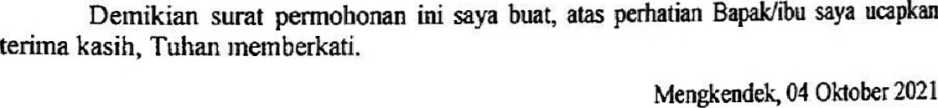 Demikian surat permohonan ini saya buat, atas perhatian Bapak/ibu saya ucapkan
terima kasih, Tuhan memberkati.
Mengkendek, 04 Oktober 2021